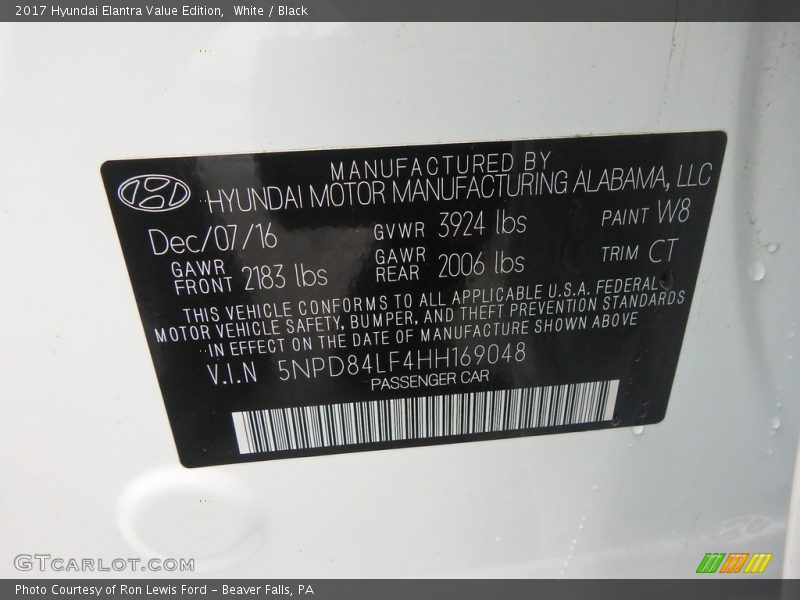 2017 Hyundai Elantra Value Edition, White / Black
MANUFACTURED BY
HYUNDAI MOTOR MANUFACTURING ALABAMA, LLC
Dec/07/16 GVWR 3924 lbs PAINT W8
GAWR FRONT 2183 lbs GAWR REAR 2006 lbs TRIM CT
THIS VEHICLE CONFORMS TO ALL APPLICABLE U.S.A. FEDERAL
MOTOR VEHICLE SAFETY, BUMPER, AND THEFT PREVENTION STANDARDS
IN EFFECT ON THE DATE OF MANUFACTURE SHOWN ABOVE
V.I.N 5NPD84LF4HH169048
PASSENGER CAR
GTCARLOT.COM
Photo Courtesy of Ron Lewis Ford - Beaver Falls, PA